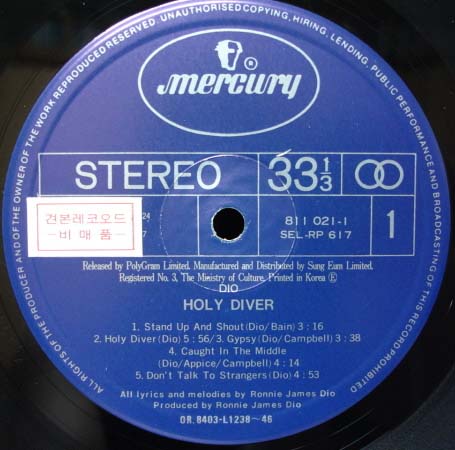 ALL RIGHTS OF THE PRODUCER AND OF THE OWNER OF THE WORK REPRODUCED RESERVED. UNAUTHORISED COPYING, HIRING, LENDING, PUBLIC PERFORMANCE AND BROADCASTING OF THIS RECORD PROHIBITED
mercury
STEREO 33 1/3
견본레코오드
-비매품-
24
7
811 021-1
SEL-RP 617
1
Released by PolyGram Limited. Manufactured and Distributed by Sung Eum Limited.
Registered No. 3, The Ministry of Culture, Printed in Korea Ⓔ
DIO
HOLY DIVER
1. Stand Up And Shout(Dio/Bain) 3 : 16
2. Holy Diver(Dio) 5 : 56/3. Gypsy(Dio/Campbell) 3 : 38
4. Caught In The Middle
(Dio/Appice/Campbell) 4 : 14
5. Don't Talk To Strangers(Dio) 4 : 53
All lyrics and melodies by Ronnie James Dio
Produced by Ronnie James Dio
OR. 8403-L1238~46